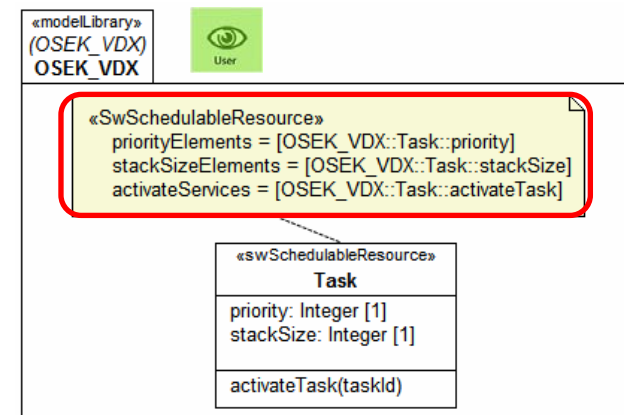 «modelLibrary»
(OSEK_VDX)
OSEK_VDX
User
«SwSchedulableResource»
priorityElements = [OSEK_VDX::Task::priority]
stackSizeElements = [OSEK_VDX::Task::stackSize]
activateServices = [OSEK_VDX::Task::activateTask]
«swSchedulableResource»
Task
priority: Integer [1]
stackSize: Integer [1]
activateTask(taskId)